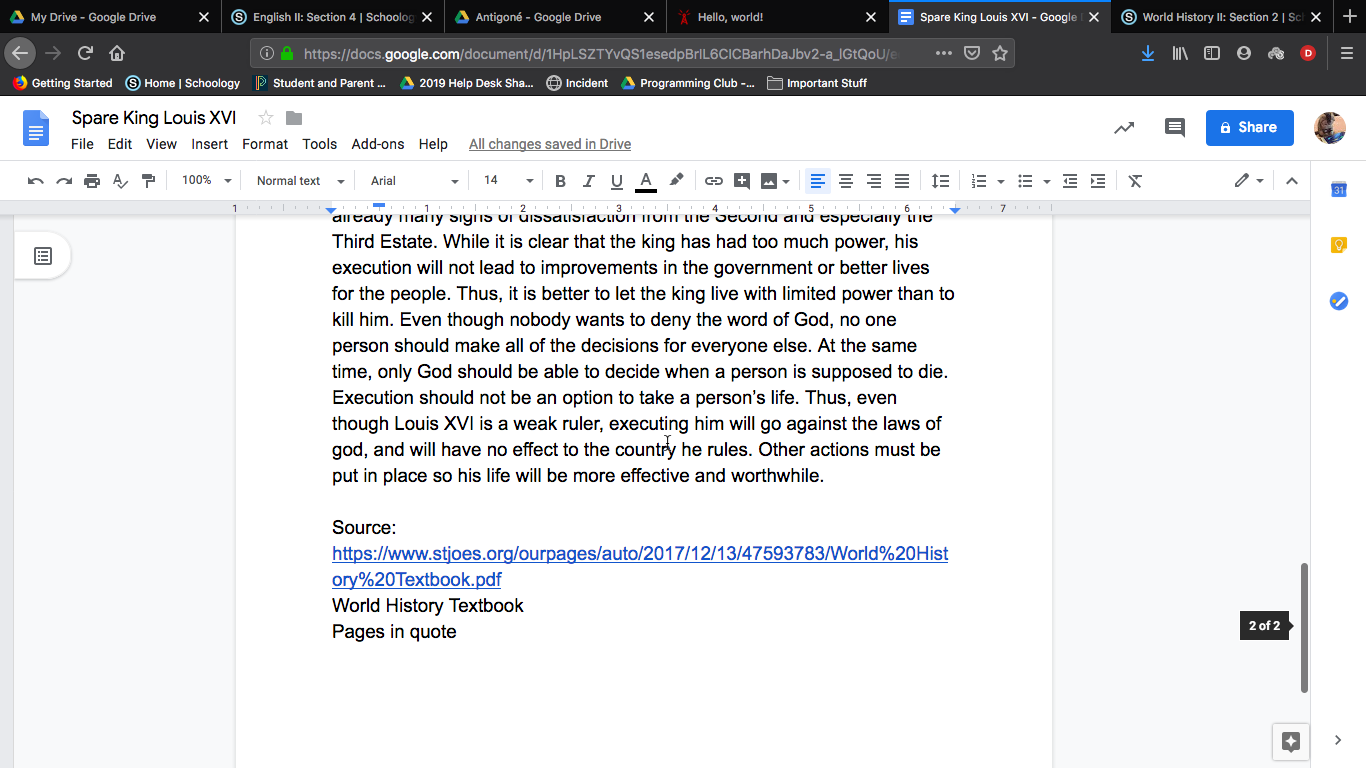 My Drive - Google Drive
English II: Section 4 | Schoolog
Antigoné - Google Drive
Hello, world!
Spare King Louis XVI - Google
World History II: Section 2 | Sc
https://docs.google.com/document/d/
Getting Started
Home | Schoology
Student and Parent ...
2019 Help Desk Sha...
Incident
Programming Club -...
Important Stuff
Spare King Louis XVI
Share
File Edit View Insert Format Tools Add-ons Help All changes saved in Drive
100% Normal text Arial 14 B I U A
31
1 1 2 3 4 5 6 7
already many signs of dissatisfaction from the Second and especially the
Third Estate. While it is clear that the king has had too much power, his
execution will not lead to improvements in the government or better lives
for the people. Thus, it is better to let the king live with limited power than to
kill him. Even though nobody wants to deny the word of God, no one
person should make all of the decisions for everyone else. At the same
time, only God should be able to decide when a person is supposed to die.
Execution should not be an option to take a person's life. Thus, even
though Louis XVI is a weak ruler, executing him will go against the laws of
god, and will have no effect to the country he rules. Other actions must be
put in place so his life will be more effective and worthwhile.
Source:
https://www.stjoes.org/ourpages/auto/2017/12/13/47593783/World%20Hist
ory%20Textbook.pdf
World History Textbook
Pages in quote
2 of 2